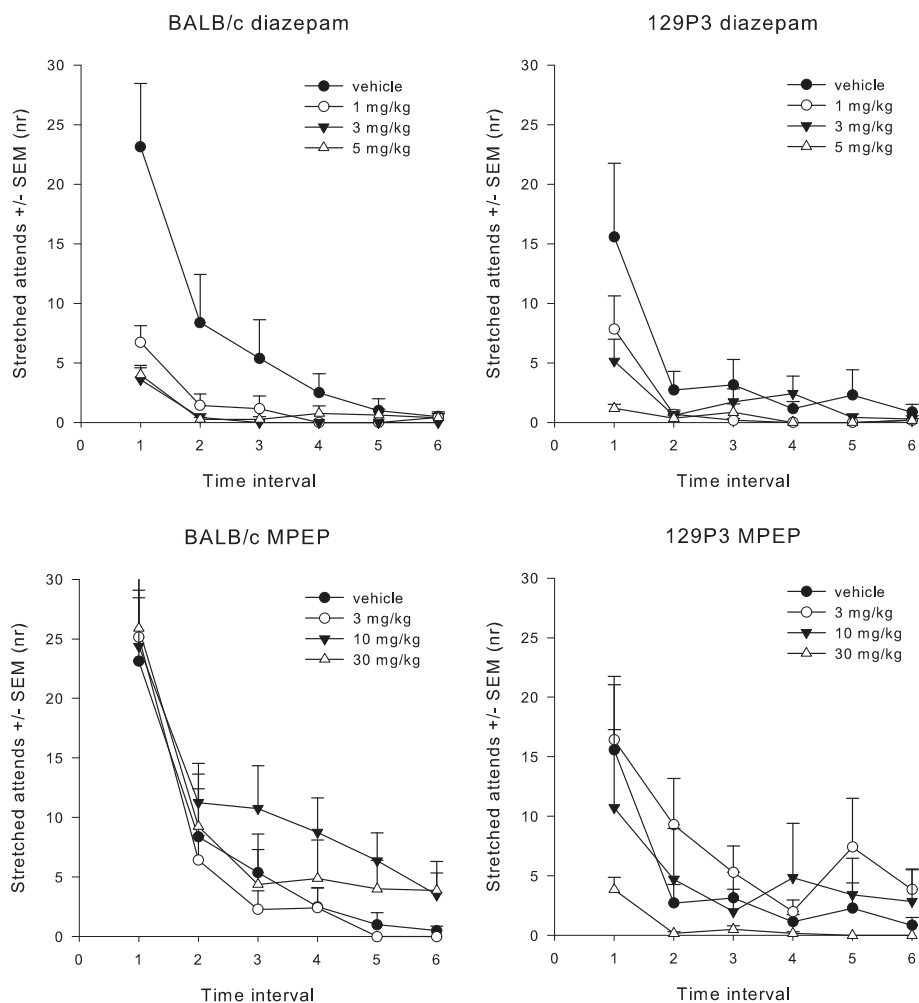 BALB/c diazepam
129P3 diazepam
Stretched attends +/- SEM (nr)
30
25
20
15
10
5
0
vehicle
1 mg/kg
3 mg/kg
5 mg/kg
0 1 2 3 4 5 6
Time interval
Stretched attends +/- SEM (nr)
30
25
20
15
10
5
0
vehicle
1 mg/kg
3 mg/kg
5 mg/kg
0 1 2 3 4 5 6
Time interval
BALB/c MPEP
129P3 MPEP
Stretched attends +/- SEM (nr)
30
25
20
15
10
5
0
vehicle
3 mg/kg
10 mg/kg
30 mg/kg
0 1 2 3 4 5 6
Time interval
Stretched attends +/- SEM (nr)
30
25
20
15
10
5
0
vehicle
3 mg/kg
10 mg/kg
30 mg/kg
0 1 2 3 4 5 6
Time interval